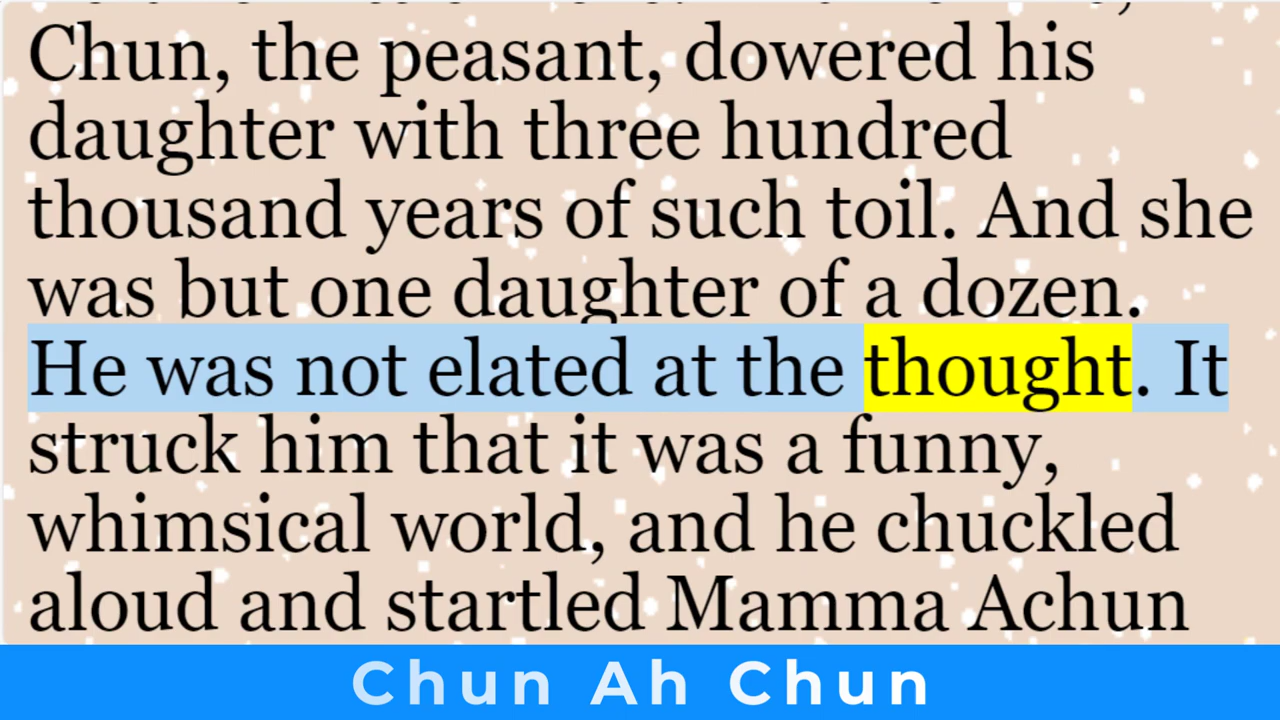 Chun, the peasant, dowered his
daughter with three hundred
thousand years of such toil. And she
was but one daughter of a dozen.
He was not elated at the thought. It
struck him that it was a funny,
whimsical world, and he chuckled
aloud and startled Mamma Achun
Chun Ah Chun